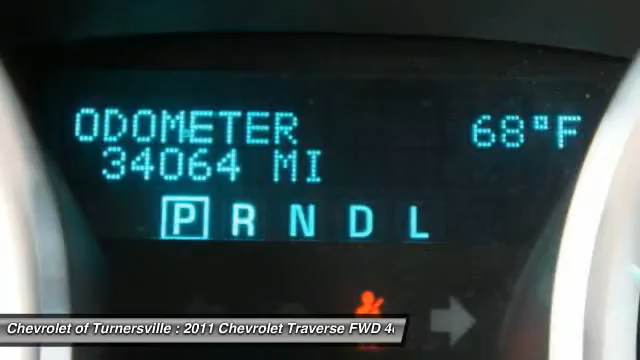 ODOMETER 68°F
34064 MI
P R N D L
Chevrolet of Turnersville : 2011 Chevrolet Traverse FWD